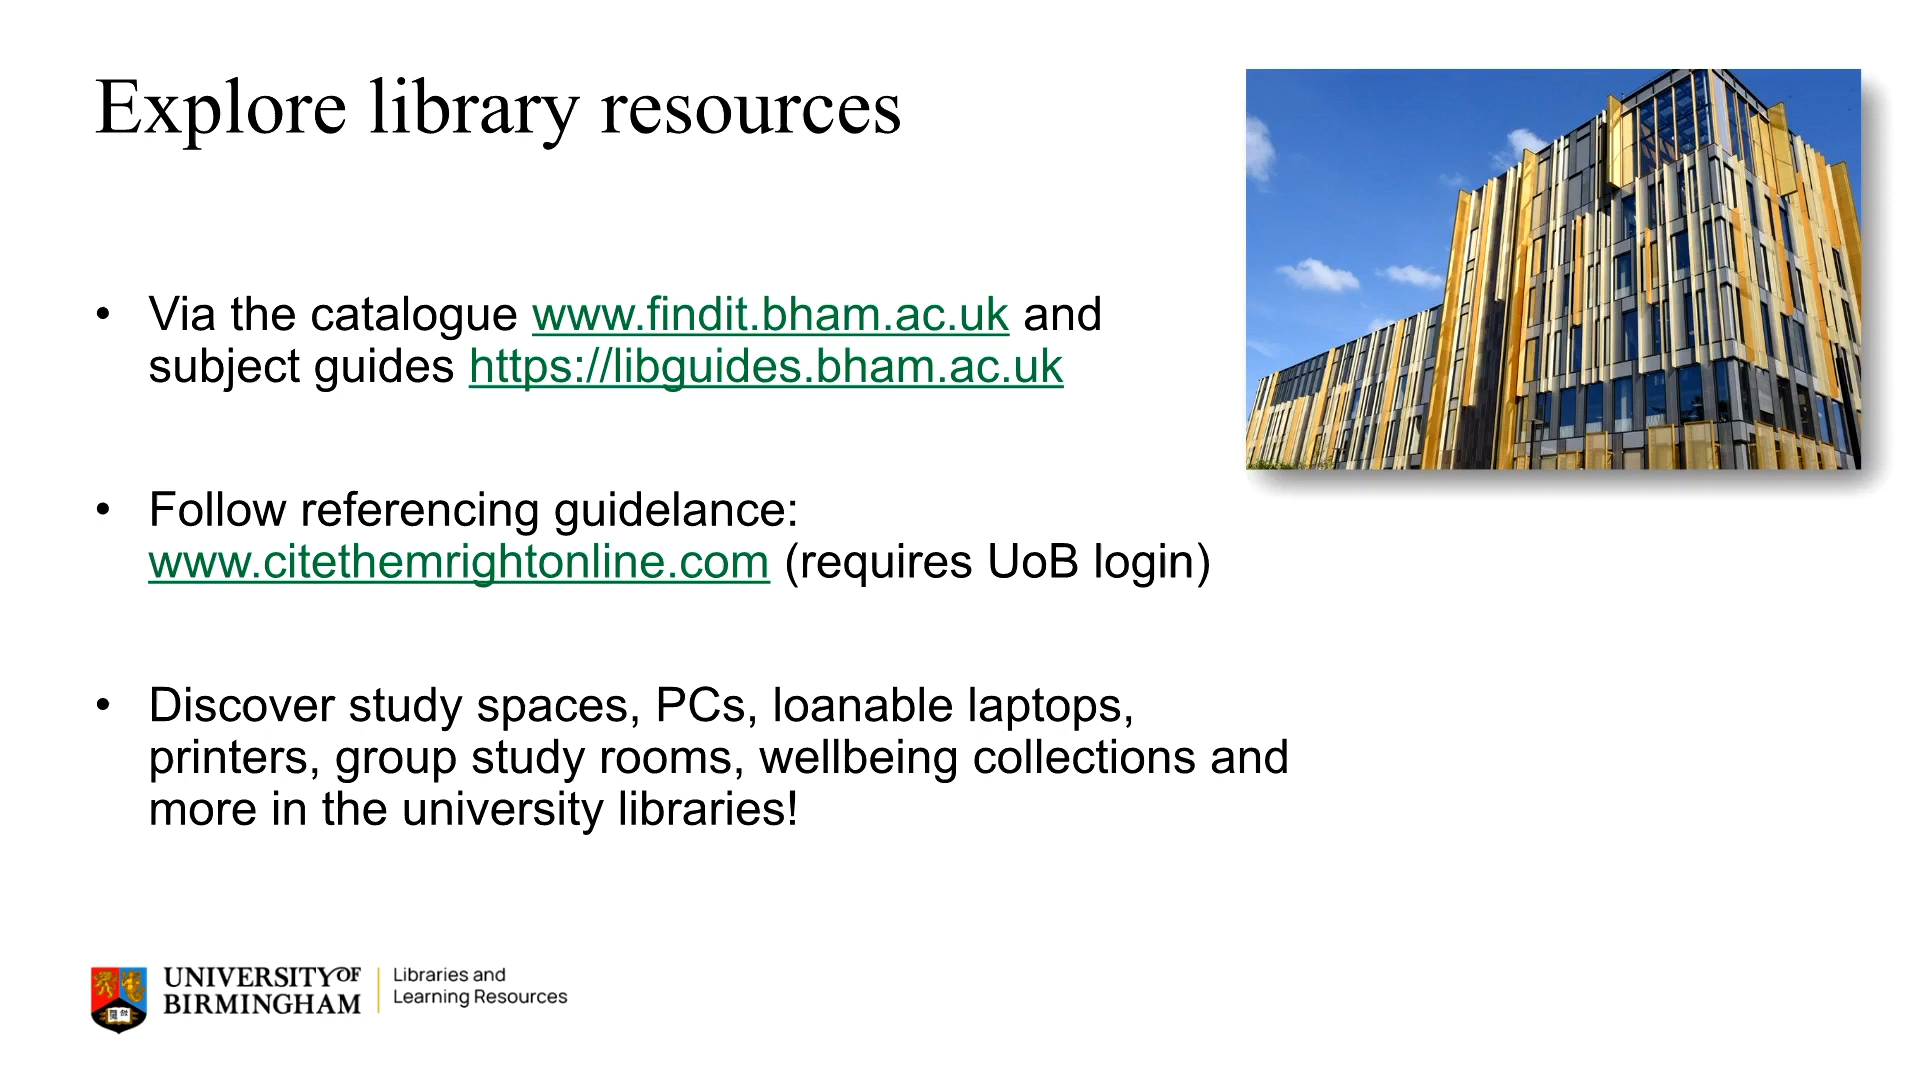 Explore library resources
• Via the catalogue www.findit.bham.ac.uk and
subject guides https://libguides.bham.ac.uk
• Follow referencing guidelance:
www.citethemrightonline.com (requires UoB login)
• Discover study spaces, PCs, loanable laptops,
printers, group study rooms, wellbeing collections and
more in the university libraries!
UNIVERSITY OF
BIRMINGHAM
Libraries and
Learning Resources